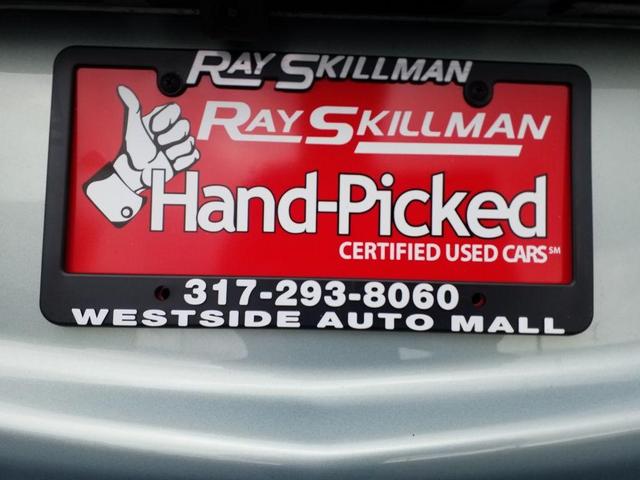 RAY SKILLMAN
RAY SKILLMAN
Hand-Picked
CERTIFIED USED CARS℠
317-293-8060
WESTSIDE AUTO MALL